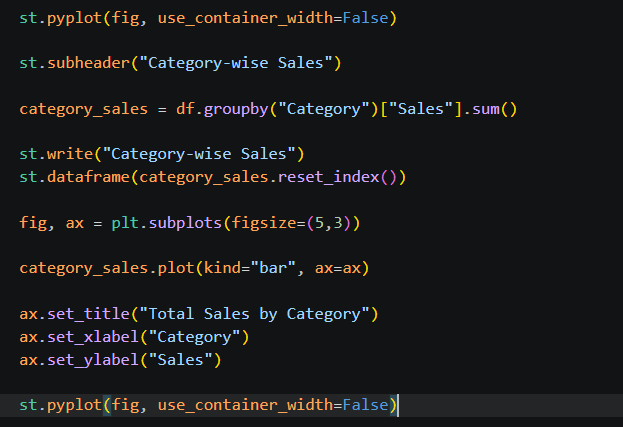 st.pyplot(fig, use_container_width=False)
st.subheader("Category-wise Sales")
category_sales = df.groupby("Category")["Sales"].sum()
st.write("Category-wise Sales")
st.dataframe(category_sales.reset_index())
fig, ax = plt.subplots(figsize=(5,3))
category_sales.plot(kind="bar", ax=ax)
ax.set_title("Total Sales by Category")
ax.set_xlabel("Category")
ax.set_ylabel("Sales")
st.pyplot(fig, use_container_width=False)